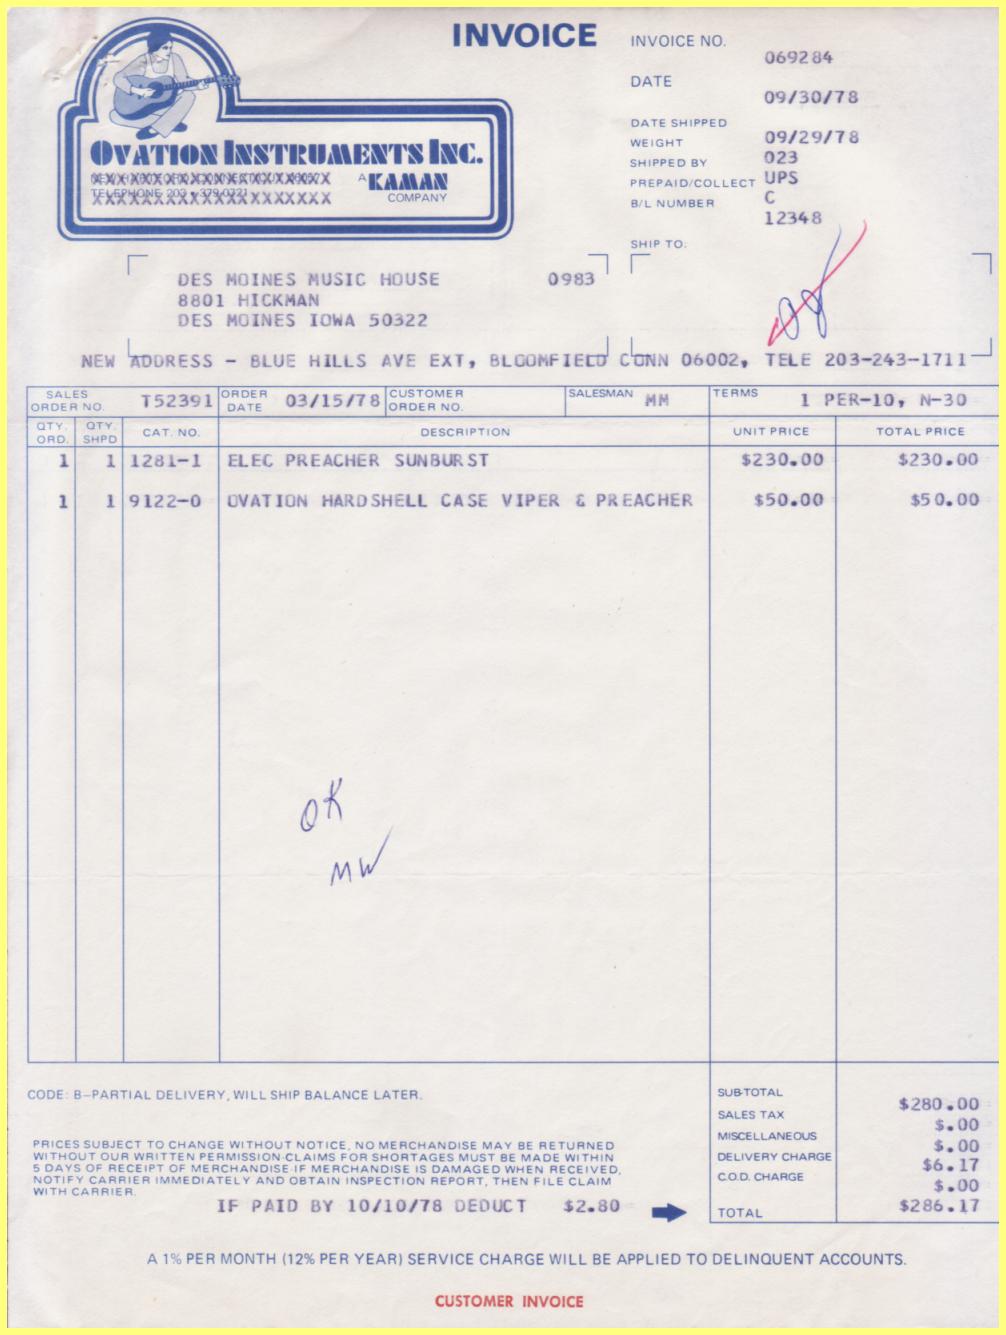 INVOICE
INVOICE NO.
069284
DATE
09/30/78
DATE SHIPPED
09/29/78
WEIGHT
023
SHIPPED BY
UPS
PREPAID/COLLECT
C
B/L NUMBER
12348
OVATION INSTRUMENTS INC.
TELEPHONE 203 - 379-0721
A KAMAN
COMPANY
SHIP TO:
DES MOINES MUSIC HOUSE 0983
8801 HICKMAN
DES MOINES IOWA 50322
OK
NEW ADDRESS - BLUE HILLS AVE EXT, BLOOMFIELD CONN 06002, TELE 203-243-1711
SALES ORDER NO. T52391 ORDER DATE 03/15/78 CUSTOMER ORDER NO. SALESMAN MM TERMS 1 PER-10, N-30
QTY. ORD. QTY. SHPD CAT. NO. DESCRIPTION UNIT PRICE TOTAL PRICE
1 1 1281-1 ELEC PREACHER SUNBURST $230.00 $230.00
1 1 9122-0 OVATION HARDSHELL CASE VIPER & PREACHER $50.00 $50.00
OK
MW
CODE: B-PARTIAL DELIVERY, WILL SHIP BALANCE LATER.
PRICES SUBJECT TO CHANGE WITHOUT NOTICE, NO MERCHANDISE MAY BE RETURNED
WITHOUT OUR WRITTEN PERMISSION-CLAIMS FOR SHORTAGES MUST BE MADE WITHIN
5 DAYS OF RECEIPT OF MERCHANDISE-IF MERCHANDISE IS DAMAGED WHEN RECEIVED,
NOTIFY CARRIER IMMEDIATELY AND OBTAIN INSPECTION REPORT, THEN FILE CLAIM
WITH CARRIER.
IF PAID BY 10/10/78 DEDUCT $2.80
SUB-TOTAL $280.00
SALES TAX $.00
MISCELLANEOUS $.00
DELIVERY CHARGE $6.17
C.O.D. CHARGE $.00
TOTAL $286.17
A 1% PER MONTH (12% PER YEAR) SERVICE CHARGE WILL BE APPLIED TO DELINQUENT ACCOUNTS.
CUSTOMER INVOICE